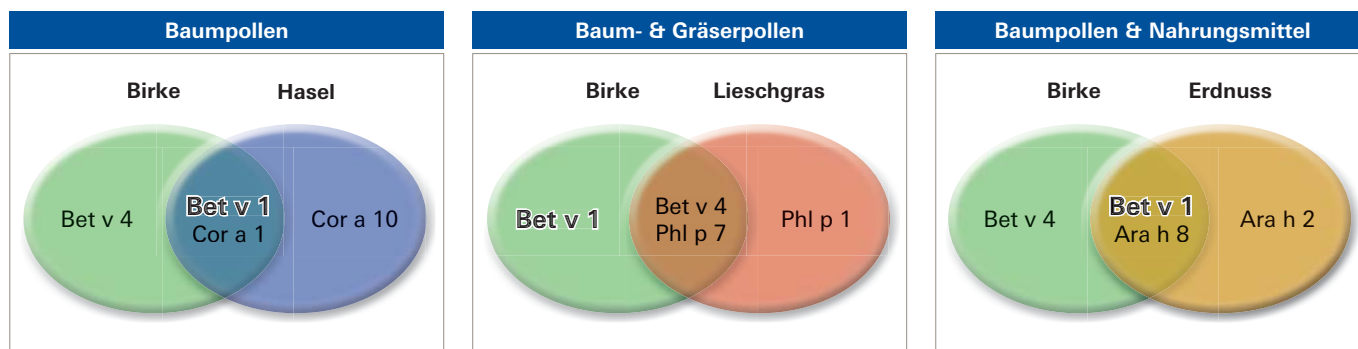 Baumpollen
Birke
Hasel
Bet v 4
Bet v 1
Cor a 1
Cor a 10
Baum- & Gräserpollen
Birke
Lieschgras
Bet v 1
Bet v 4
Phl p 7
Phl p 1
Baumpollen & Nahrungsmittel
Birke
Erdnuss
Bet v 4
Bet v 1
Ara h 8
Ara h 2